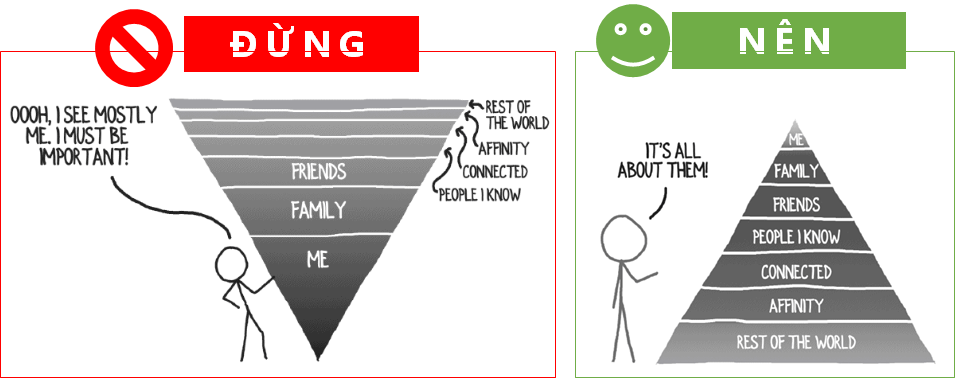 ĐỪNG
OOOH, I SEE MOSTLY
ME. I MUST BE
IMPORTANT!
REST OF
THE WORLD
AFFINITY
CONNECTED
PEOPLE I KNOW
FRIENDS
FAMILY
ME
NÊN
IT'S ALL
ABOUT THEM!
ME
FAMILY
FRIENDS
PEOPLE I KNOW
CONNECTED
AFFINITY
REST OF THE WORLD